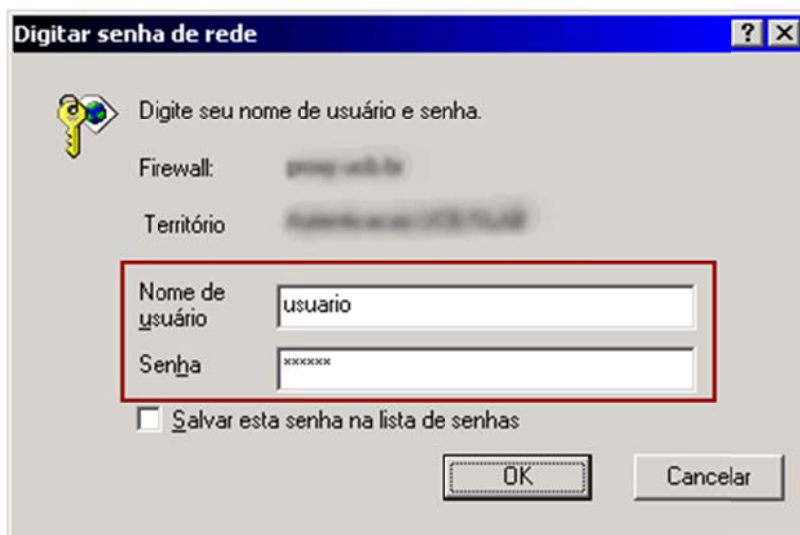 Digitar senha de rede
Digite seu nome de usuário e senha.
Firewall:
Território
Nome de usuário
usuario
Senha
××××××
Salvar esta senha na lista de senhas
OK Cancelar